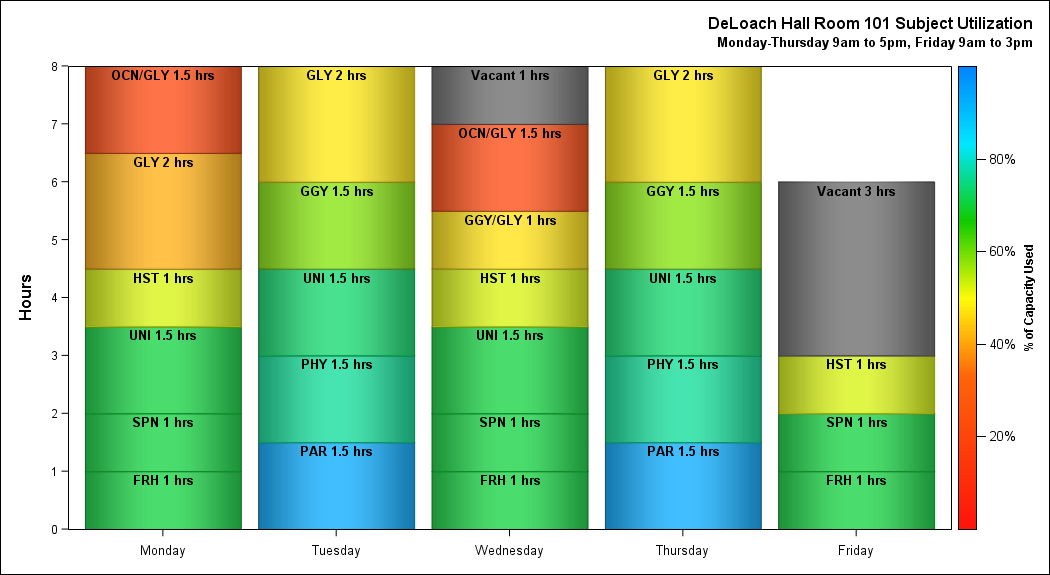 DeLoach Hall Room 101 Subject Utilization
Monday-Thursday 9am to 5pm, Friday 9am to 3pm
Hours
8
7
6
5
4
3
2
1
0
OCN/GLY 1.5 hrs
GLY 2 hrs
HST 1 hrs
UNI 1.5 hrs
SPN 1 hrs
FRH 1 hrs
GLY 2 hrs
GGY 1.5 hrs
UNI 1.5 hrs
PHY 1.5 hrs
PAR 1.5 hrs
Vacant 1 hrs
OCN/GLY 1.5 hrs
GGY/GLY 1 hrs
HST 1 hrs
UNI 1.5 hrs
SPN 1 hrs
FRH 1 hrs
GLY 2 hrs
GGY 1.5 hrs
UNI 1.5 hrs
PHY 1.5 hrs
PAR 1.5 hrs
Vacant 3 hrs
HST 1 hrs
SPN 1 hrs
FRH 1 hrs
Monday
Tuesday
Wednesday
Thursday
Friday
80%
60%
40%
20%
% of Capacity Used